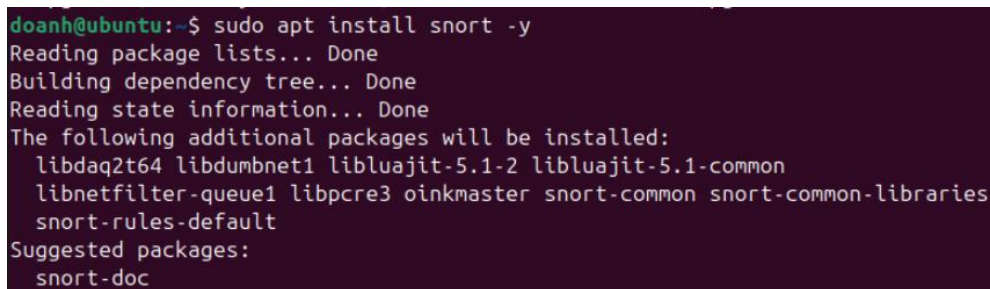 doanh@ubuntu:~$ sudo apt install snort -y
Reading package lists... Done
Building dependency tree... Done
Reading state information... Done
The following additional packages will be installed:
  libdaq2t64 libdumbnet1 libluajit-5.1-2 libluajit-5.1-common
  libnetfilter-queue1 libpcre3 oinkmaster snort-common snort-common-libraries
  snort-rules-default
Suggested packages:
  snort-doc